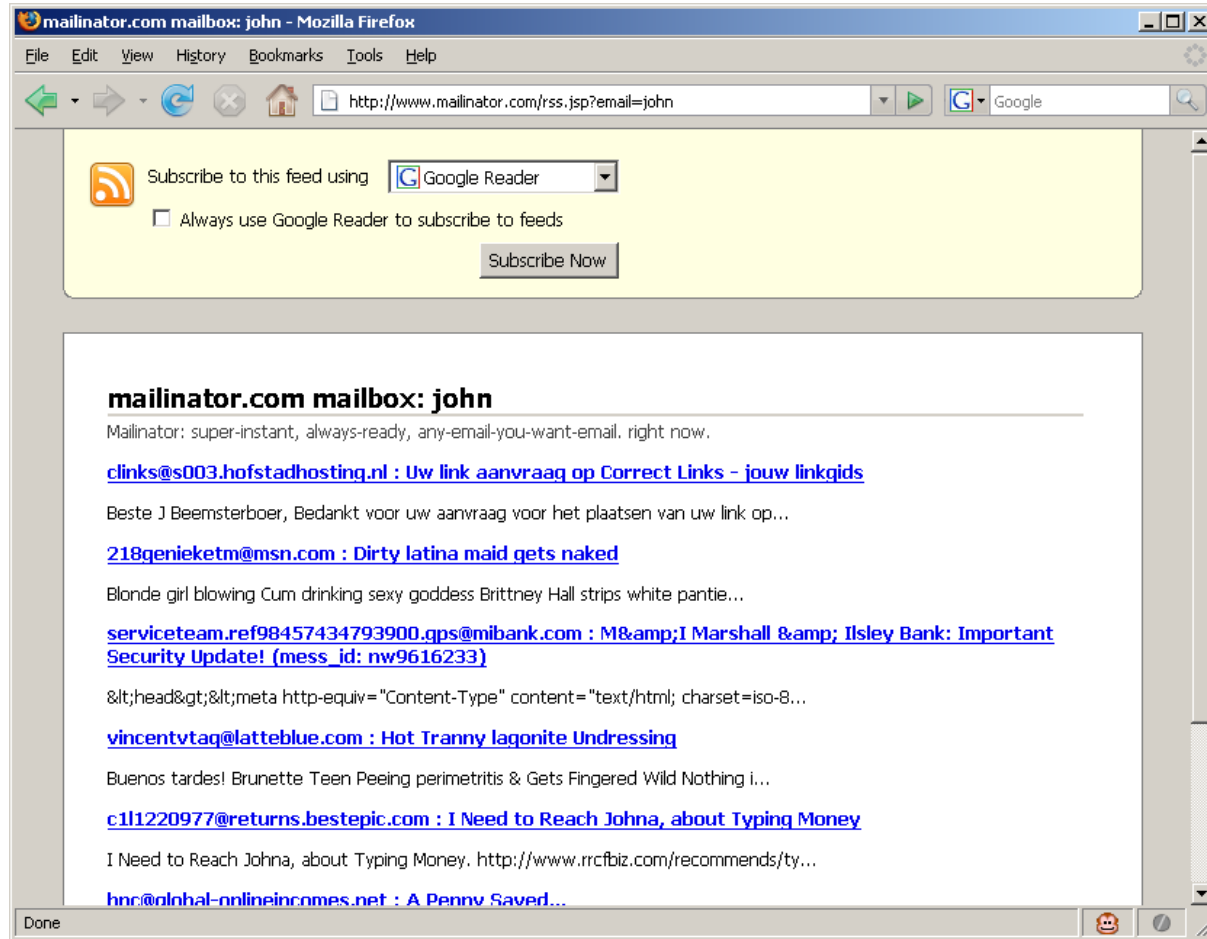 mailinator.com mailbox: john - Mozilla Firefox
File Edit View History Bookmarks Tools Help
http://www.mailinator.com/rss.jsp?email=john
G Google
Subscribe to this feed using G Google Reader
Always use Google Reader to subscribe to feeds
Subscribe Now
mailinator.com mailbox: john
Mailinator: super-instant, always-ready, any-email-you-want-email. right now.
clinks@s003.hofstadhosting.nl : Uw link aanvraag op Correct Links - jouw linkgids
Beste J Beemsterboer, Bedankt voor uw aanvraag voor het plaatsen van uw link op...
218genieketm@msn.com : Dirty latina maid gets naked
Blonde girl blowing Cum drinking sexy goddess Brittney Hall strips white pantie...
serviceteam.ref98457434793900.gps@mibank.com : M&amp;I Marshall &amp; Ilsley Bank: Important
Security Update! (mess_id: nw9616233)
&lt;head&gt;&lt;meta http-equiv="Content-Type" content="text/html; charset=iso-8...
vincentvtaq@latteblue.com : Hot Tranny lagonite Undressing
Buenos tardes! Brunette Teen Peeing perimetritis & Gets Fingered Wild Nothing i...
c1l1220977@returns.bestepic.com : I Need to Reach Johna, about Typing Money
I Need to Reach Johna, about Typing Money. http://www.rrcfbiz.com/recommends/ty...
hnc@global-onlineincomes.net : A Penny Saved...
Done